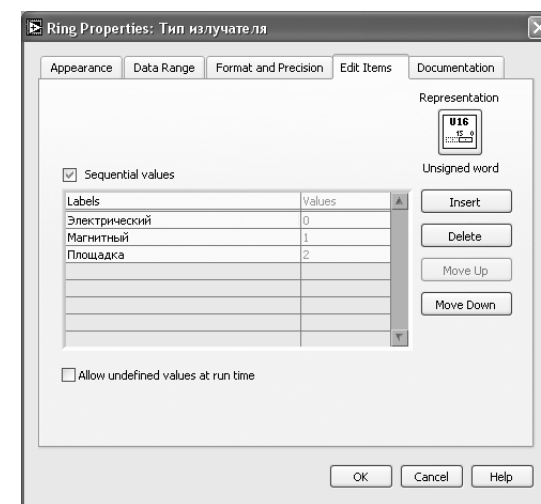 Ring Properties: Тип излучателя
Appearance Data Range Format and Precision Edit Items Documentation
Representation
U16
Unsigned word
Sequential values
Labels Values
Электрический 0
Магнитный 1
Площадка 2
Insert
Delete
Move Up
Move Down
Allow undefined values at run time
OK Cancel Help